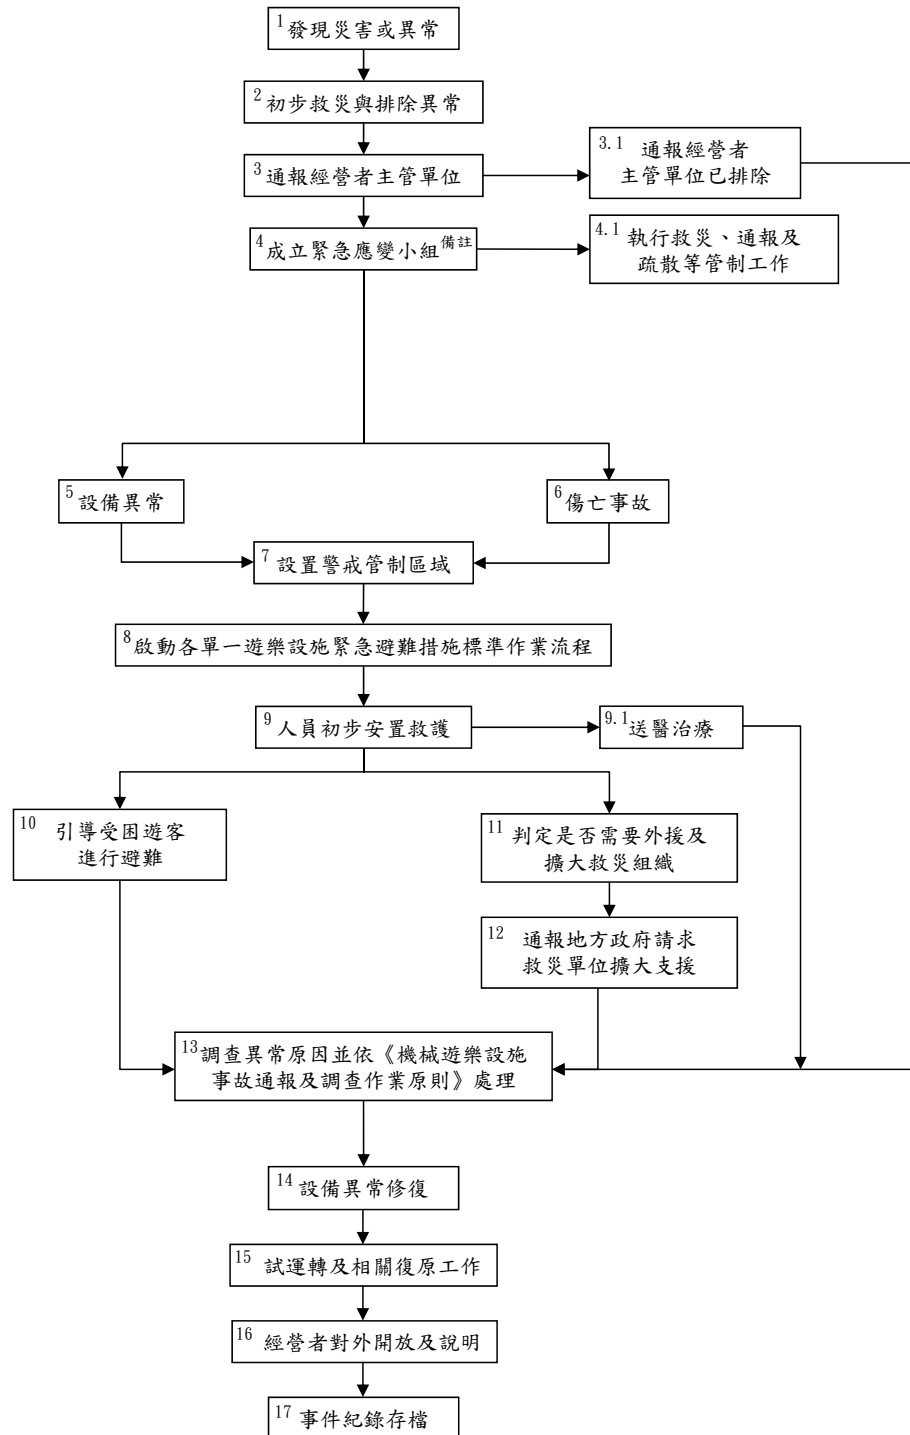 1發現災害或異常
2初步救災與排除異常
3通報經營者主管單位
3.1 通報經營者
主管單位已排除
4成立緊急應變小組備註
4.1 執行救災、通報及
疏散等管制工作
5設備異常
6傷亡事故
7 設置警戒管制區域
8啟動各單一遊樂設施緊急避難措施標準作業流程
9人員初步安置救護
9.1送醫治療
10 引導受困遊客
進行避難
11 判定是否需要外援及
擴大救災組織
12 通報地方政府請求
救災單位擴大支援
13調查異常原因並依《機械遊樂設施
事故通報及調查作業原則》處理
14設備異常修復
15 試運轉及相關復原工作
16 經營者對外開放及說明
17 事件紀錄存檔